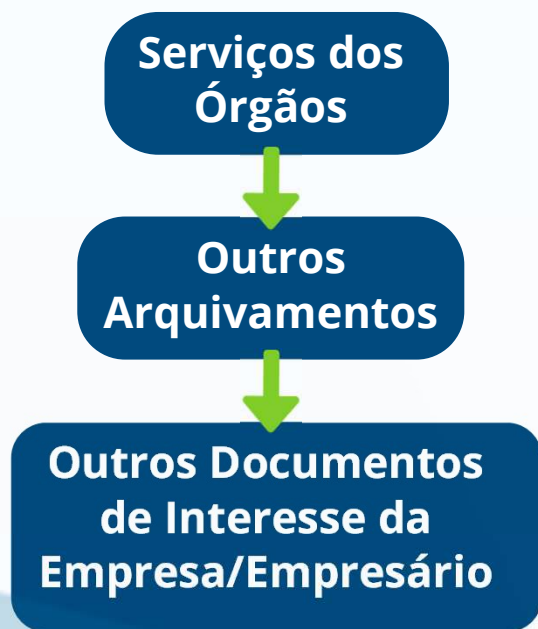 Serviços dos
Órgãos
Outros
Arquivamentos
Outros Documentos
de Interesse da
Empresa/Empresário